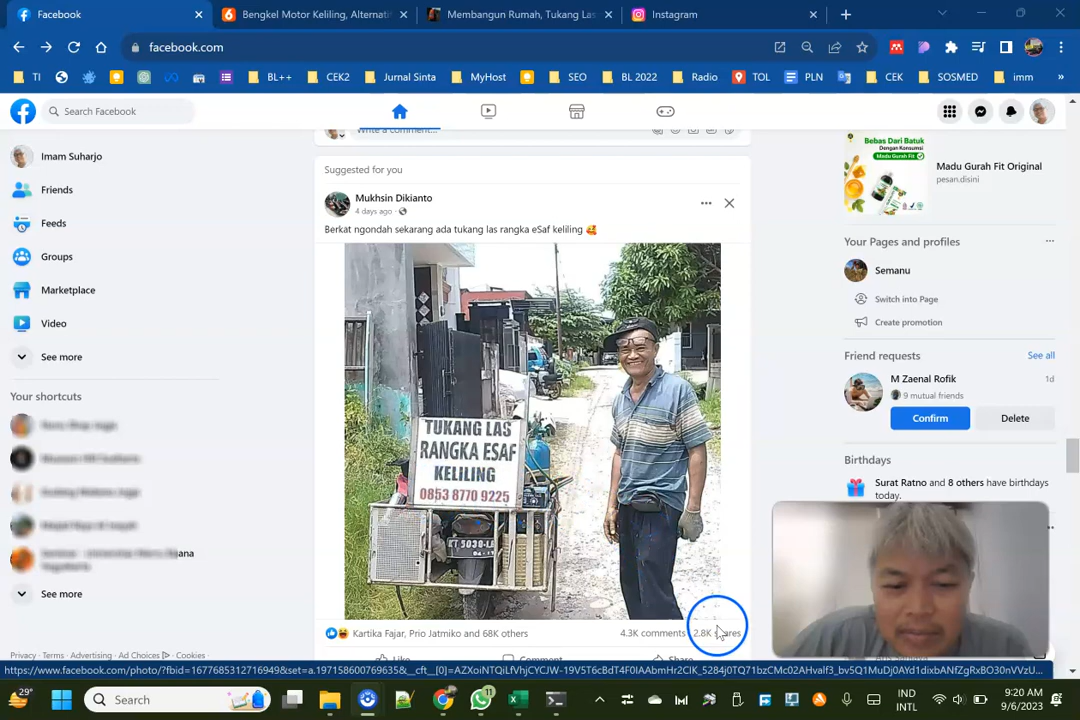 Facebook
Bengkel Motor Keliling, Alternati
Membangun Rumah, Tukang Las
Instagram
facebook.com
TI
BL++
CEK2
Jurnal Sinta
MyHost
SEO
BL 2022
Radio
TOL
PLN
CEK
SOSMED
imm
»
Search Facebook
Imam Suharjo
Friends
Feeds
Groups
Marketplace
Video
See more
Your shortcuts
See more
Privacy · Terms · Advertising · Ad Choices · Cookies ·
Write a comment...
Suggested for you
Mukhsin Dikianto
4 days ago ·
Berkat ngondah sekarang ada tukang las rangka eSaf keliling 🥰
TUKANG LAS
RANGKA ESAF
KELILING
0853 8770 9225
Kartika Fajar, Prio Jatmiko and 68K others
4.3K comments 2.8K shares
Like
Comment
Share
Bebas Dari Batuk
Dengan Konsumsi
Madu Gurah Fit
Madu Gurah Fit Original
pesan.disini
Your Pages and profiles
Semanu
Switch into Page
Create promotion
Friend requests
See all
M Zaenal Rofik
1d
9 mutual friends
Confirm
Delete
Birthdays
Surat Ratno and 8 others have birthdays
today.
29°
Search
11
IND
INTL
9:20 AM
9/6/2023